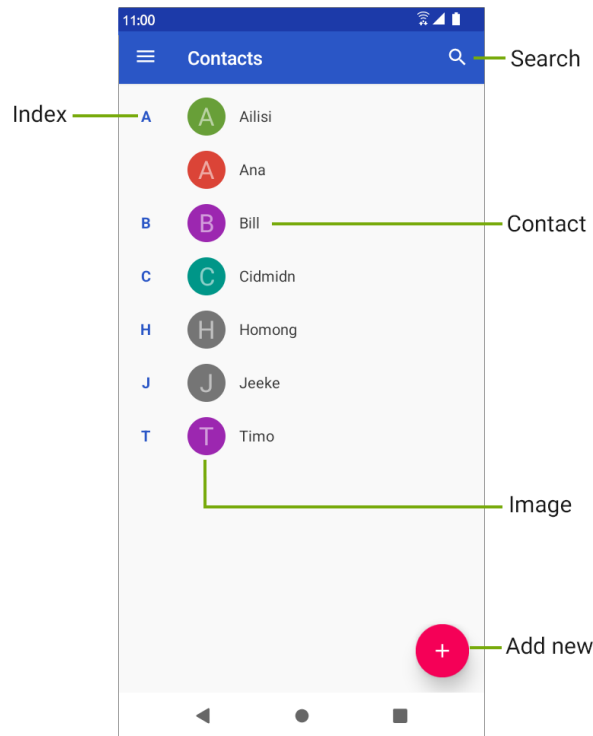 11:00
Contacts
Search
Index
A A Ailisi
A Ana
B B Bill
Contact
C C Cidmidn
H H Homong
J J Jeeke
T T Timo
Image
+ Add new